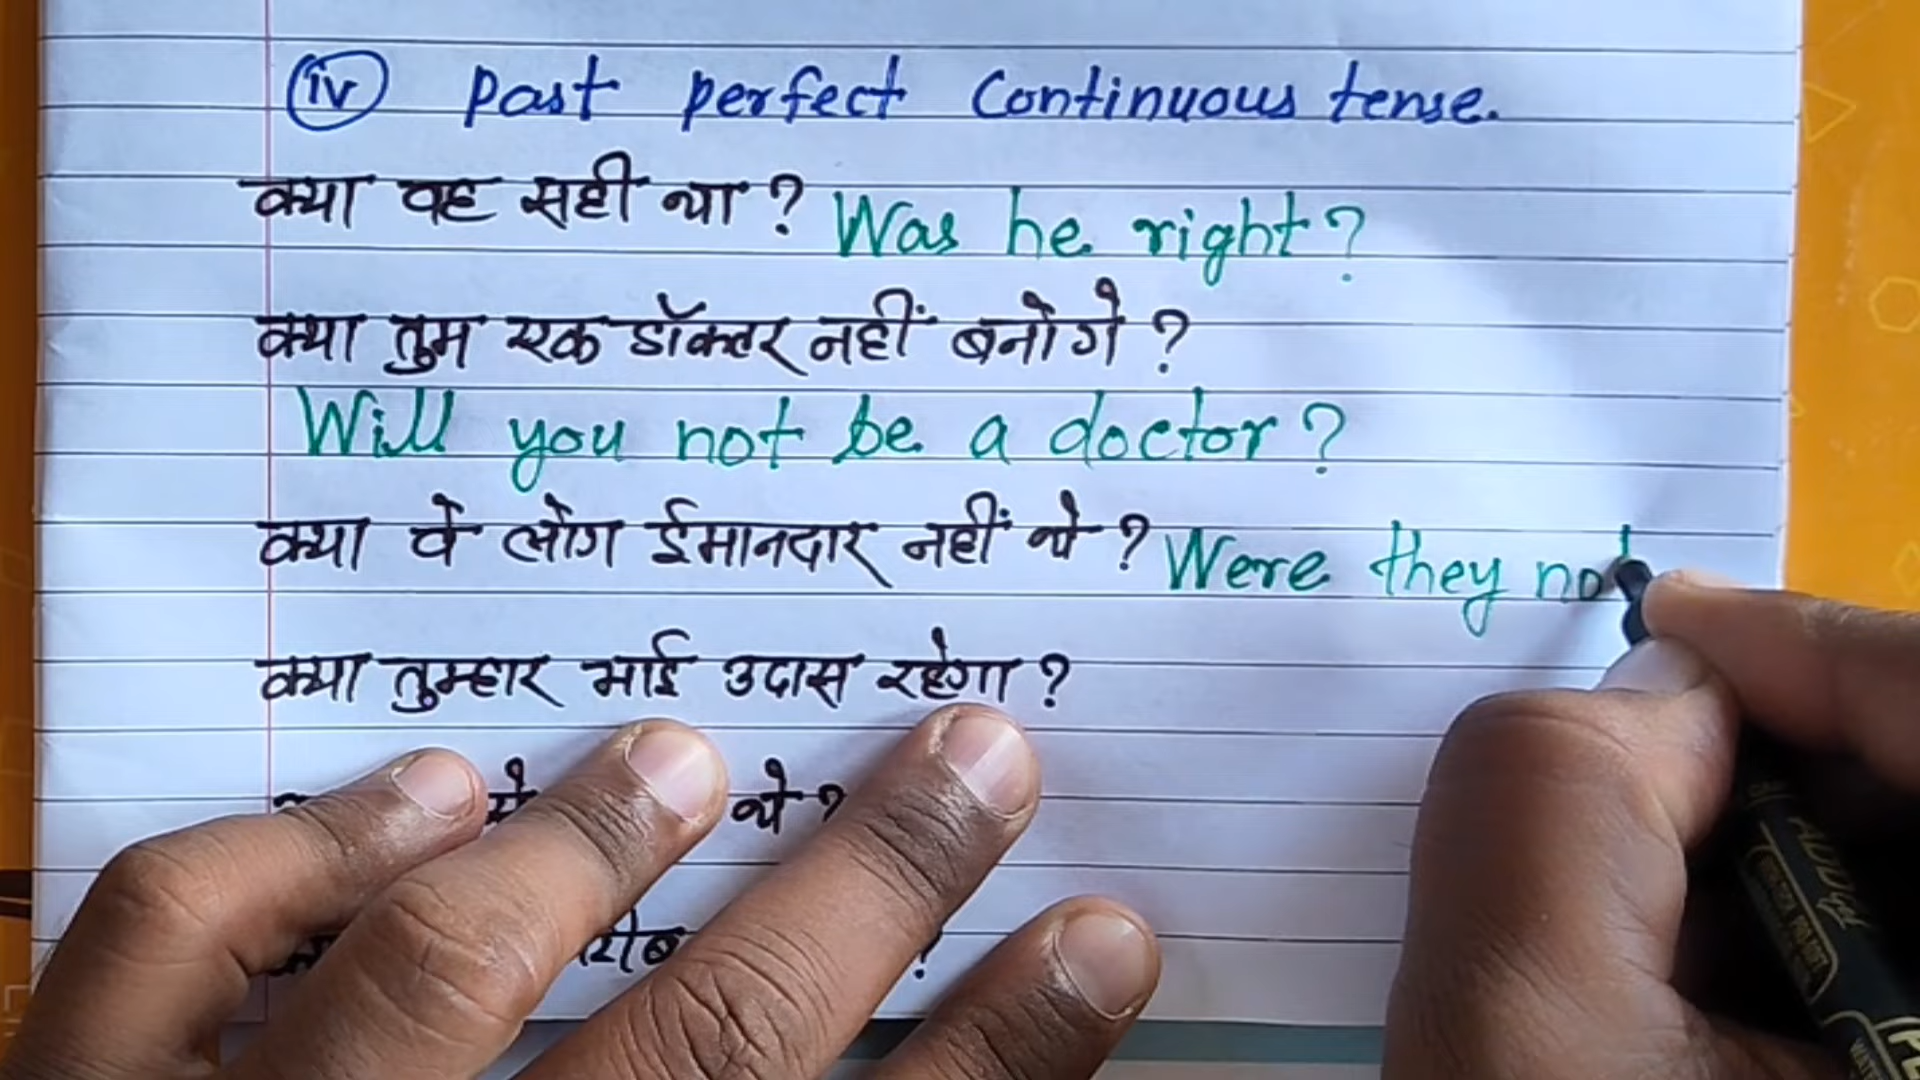 iv Past perfect Continuous tense.
क्या वह सही था ? Was he right?
क्या तुम एक डॉक्टर नहीं बनोगे ?
Will you not be a doctor?
क्या वे लोग ईमानदार नहीं थे ? Were they not
क्या तुम्हार भाई उदास रहेगा ?
थे ?
?